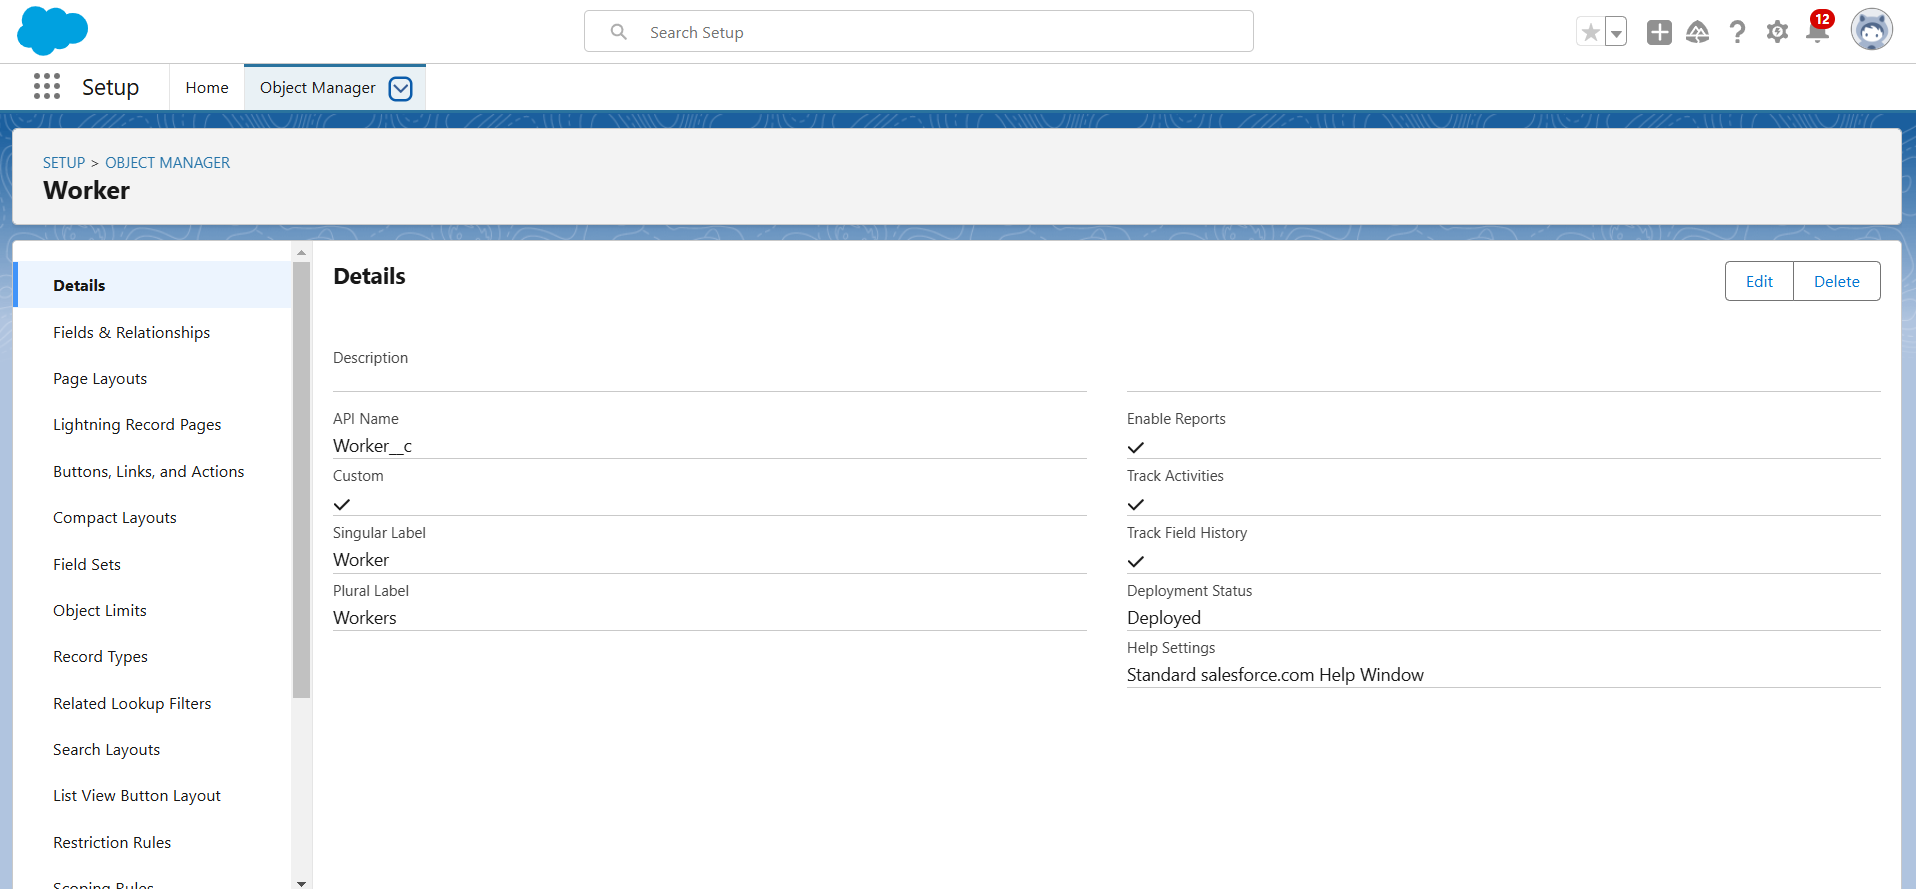 Search Setup
12
Setup
Home
Object Manager
SETUP > OBJECT MANAGER
Worker
Details
Fields & Relationships
Page Layouts
Lightning Record Pages
Buttons, Links, and Actions
Compact Layouts
Field Sets
Object Limits
Record Types
Related Lookup Filters
Search Layouts
List View Button Layout
Restriction Rules
Scoping Rules
Details
Edit
Delete
Description
API Name
Worker__c
Custom
Singular Label
Worker
Plural Label
Workers
Enable Reports
Track Activities
Track Field History
Deployment Status
Deployed
Help Settings
Standard salesforce.com Help Window